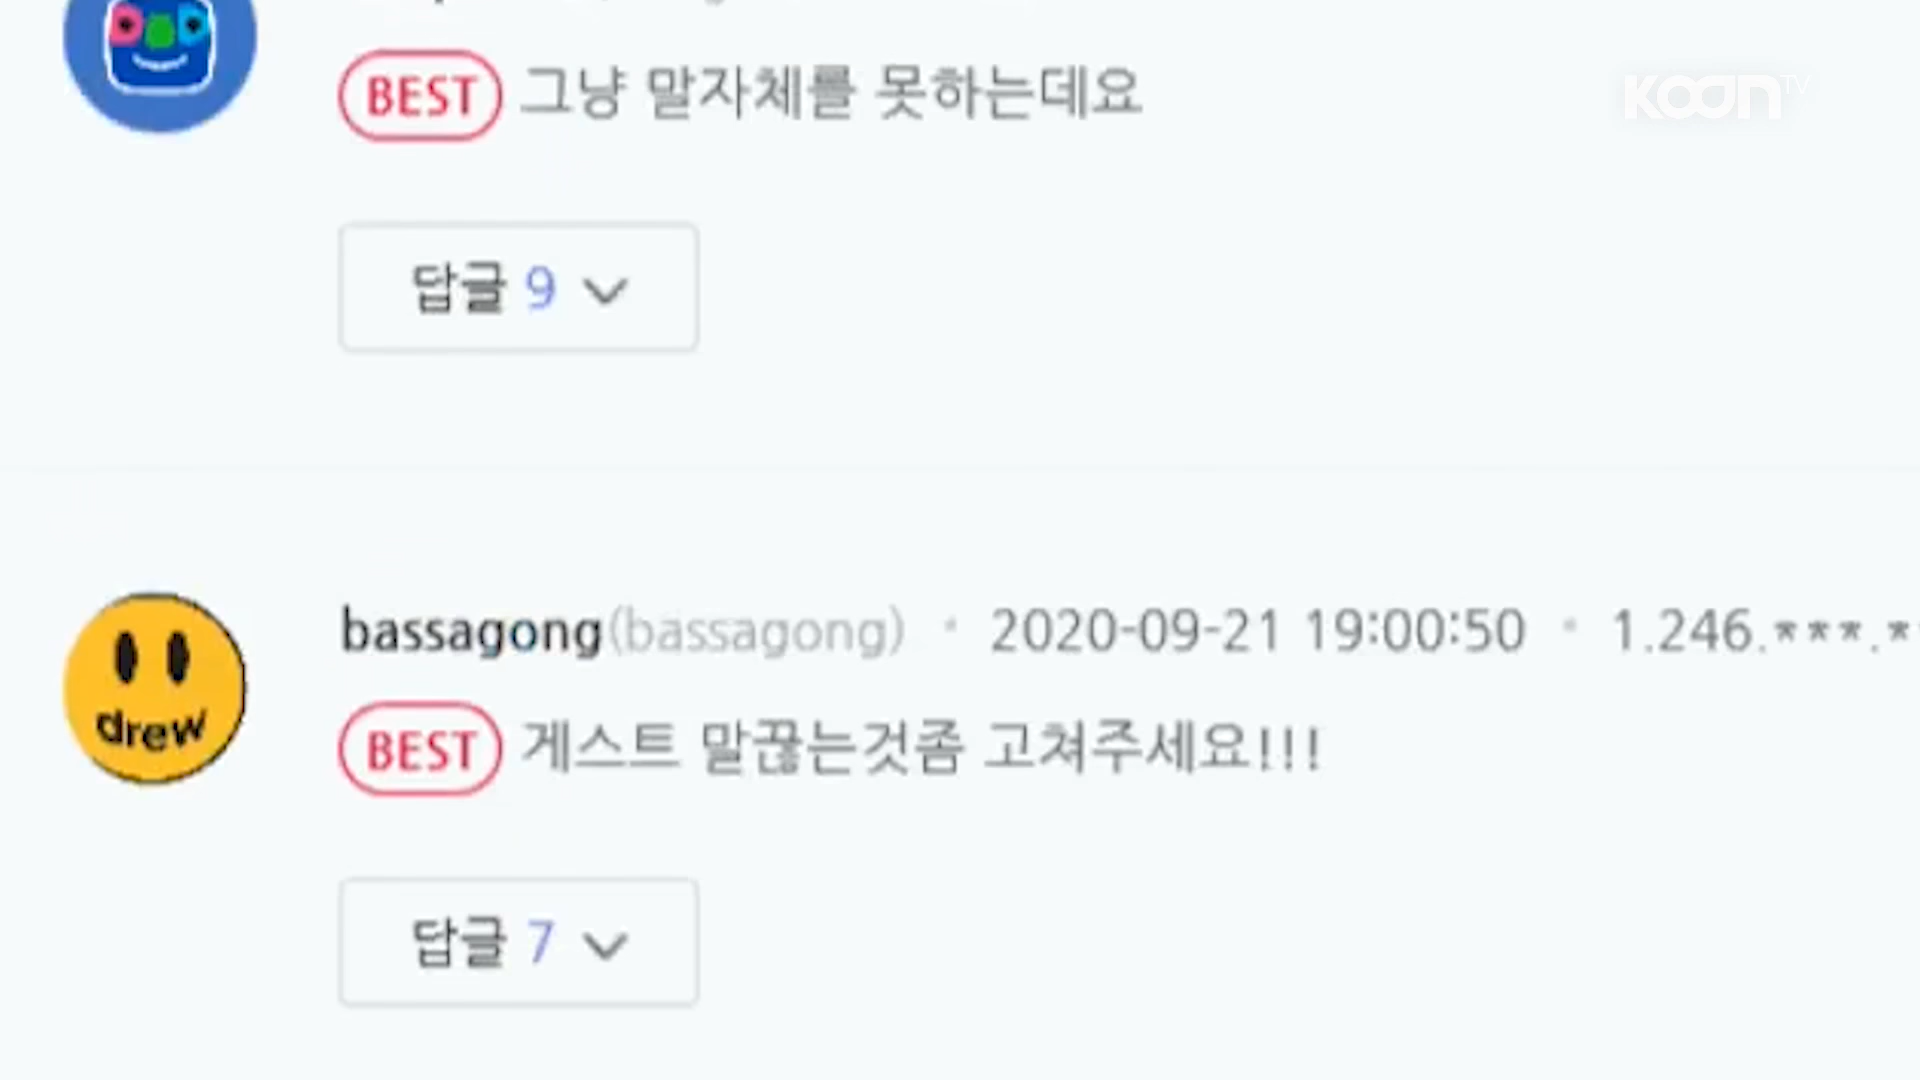 KOON TV
BEST 그냥 말자체를 못하는데요
답글 9
drew
bassagong(bassagong) · 2020-09-21 19:00:50 · 1.246.***.*
BEST 게스트 말끊는것좀 고쳐주세요!!!
답글 7